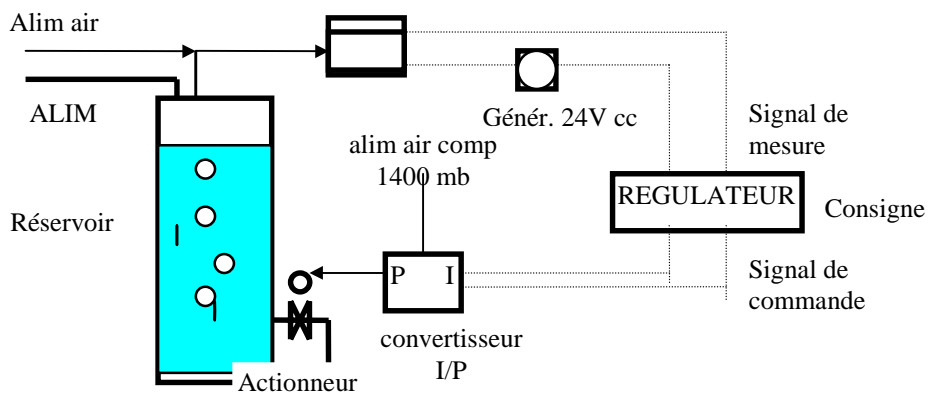 Alim air
ALIM
Génér. 24V cc
Signal de
mesure
alim air comp
1400 mb
REGULATEUR
Consigne
Réservoir
P I
Signal de
commande
convertisseur
I/P
Actionneur